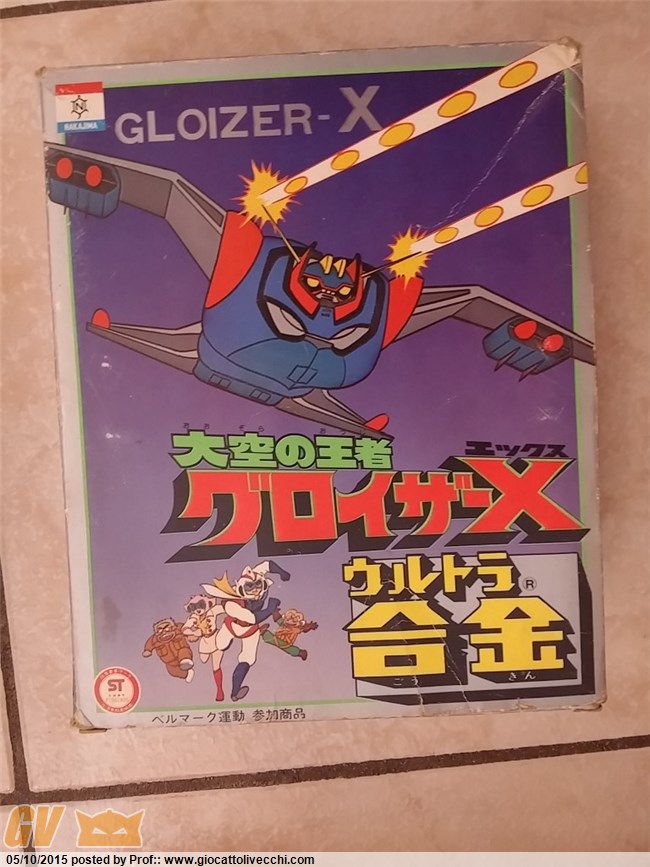 NAKAJIMA
GLOIZER-X
おおぞら おう
大空の王者
エックス
グロイザーX
ウルトラ
合金®
ごう きん
ST
ベルマーク運動 参加商品
GV
05/10/2015 posted by Prof:: www.giocattolivecchi.com